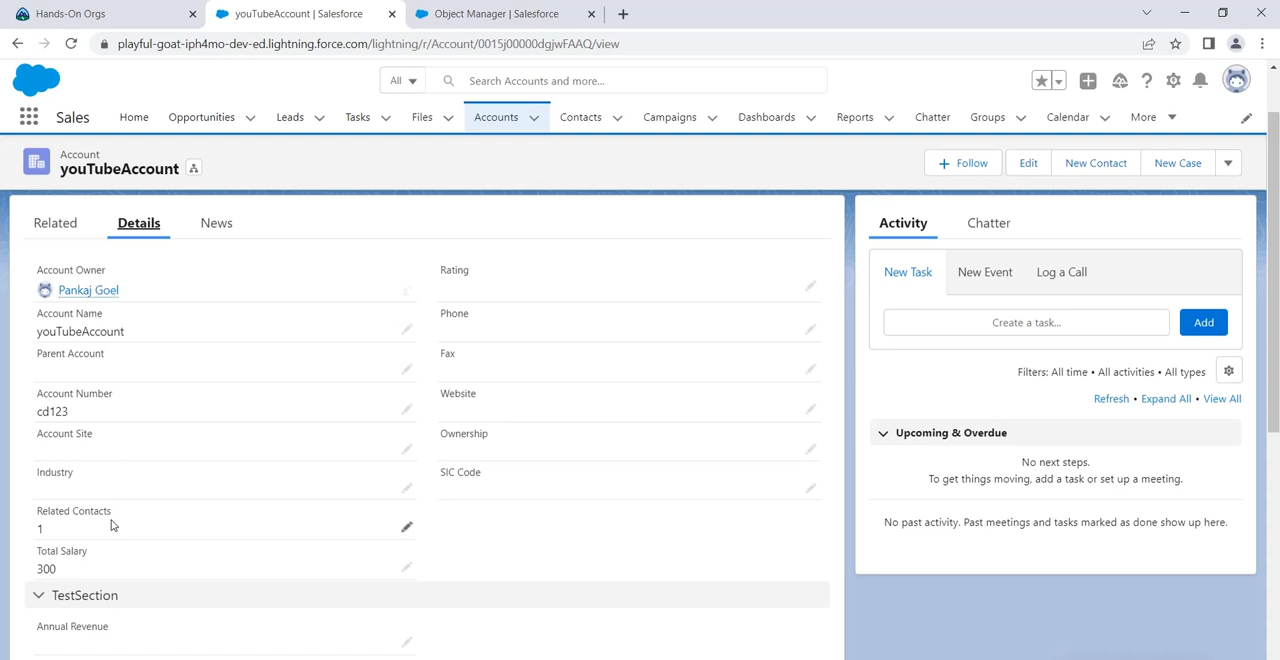 Hands-On Orgs
youTubeAccount | Salesforce
Object Manager | Salesforce
playful-goat-iph4mo-dev-ed.lightning.force.com/lightning/r/Account/0015j00000dgjwFAAQ/view
All
Search Accounts and more...
Sales
Home
Opportunities
Leads
Tasks
Files
Accounts
Contacts
Campaigns
Dashboards
Reports
Chatter
Groups
Calendar
More
Account
youTubeAccount
Follow
Edit
New Contact
New Case
Related
Details
News
Account Owner
Pankaj Goel
Account Name
youTubeAccount
Parent Account
Account Number
cd123
Account Site
Industry
Related Contacts
1
Total Salary
300
TestSection
Annual Revenue
Rating
Phone
Fax
Website
Ownership
SIC Code
Activity
Chatter
New Task
New Event
Log a Call
Create a task...
Add
Filters: All time • All activities • All types
Refresh • Expand All • View All
Upcoming & Overdue
No next steps.
To get things moving, add a task or set up a meeting.
No past activity. Past meetings and tasks marked as done show up here.